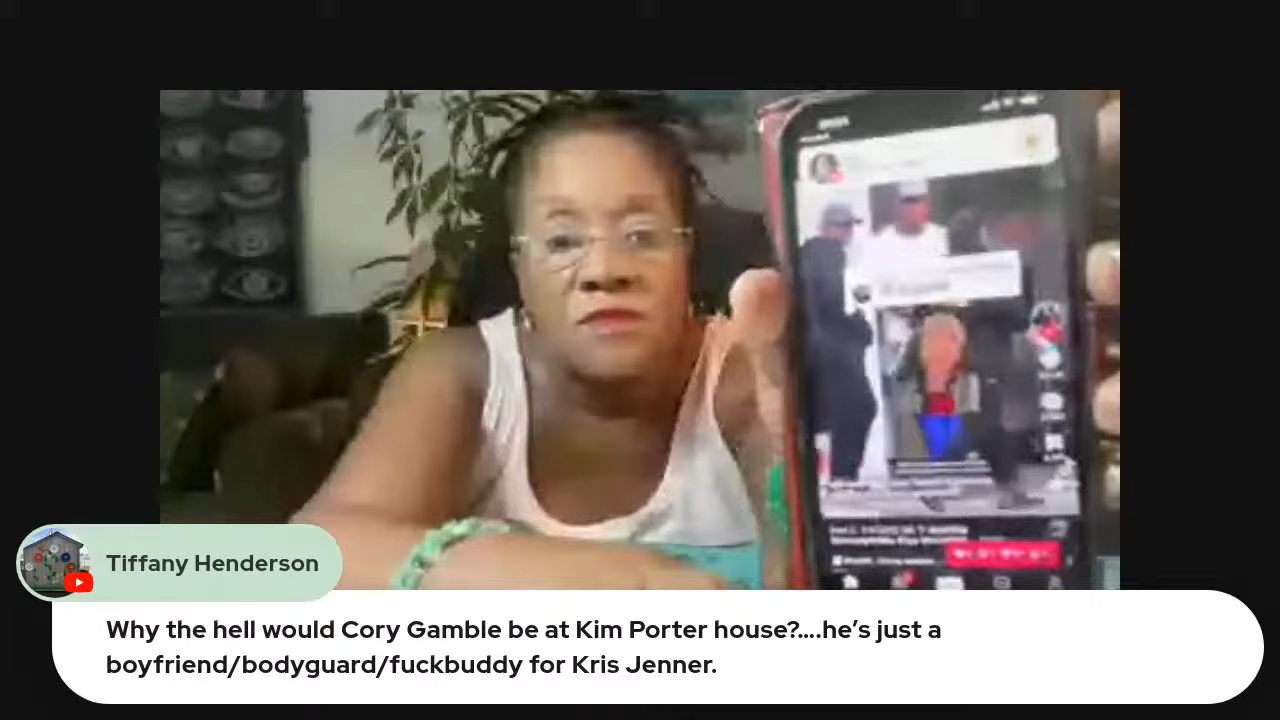 Tiffany Henderson
Why the hell would Cory Gamble be at Kim Porter house?....he’s just a
boyfriend/bodyguard/fuckbuddy for Kris Jenner.